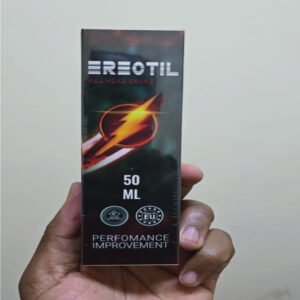 ERECTIL
50
ML
EU
PERFOMANCE
IMPROVEMENT